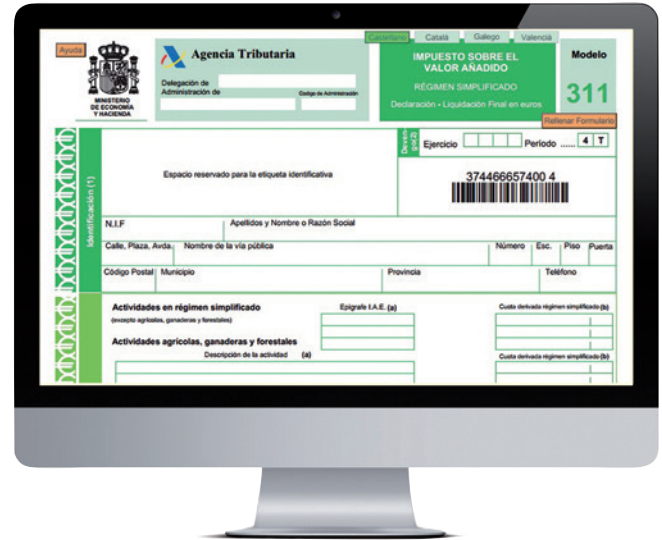 Castellano Català Galego Valencià
Ayuda
MINISTERIO
DE ECONOMÍA
Y HACIENDA
Agencia Tributaria
Delegación de
Administración de
Código de Administración
IMPUESTO SOBRE EL
VALOR AÑADIDO
RÉGIMEN SIMPLIFICADO
Declaración - Liquidación Final en euros
Modelo
311
Rellenar Formulario
Identificación (1)
Espacio reservado para la etiqueta identificativa
Deven-
go(2)
Ejercicio
Período ...... 4 T
374466657400 4
N.I.F Apellidos y Nombre o Razón Social
Calle, Plaza, Avda. Nombre de la vía pública Número Esc. Piso Puerta
Código Postal Municipio Provincia Teléfono
Actividades en régimen simplificado Epígrafe I.A.E. (a) Cuota derivada régimen simplificado (b)
(excepto agrícolas, ganaderas y forestales)
Actividades agrícolas, ganaderas y forestales
Descripción de la actividad (a) Cuota derivada régimen simplificado (b)